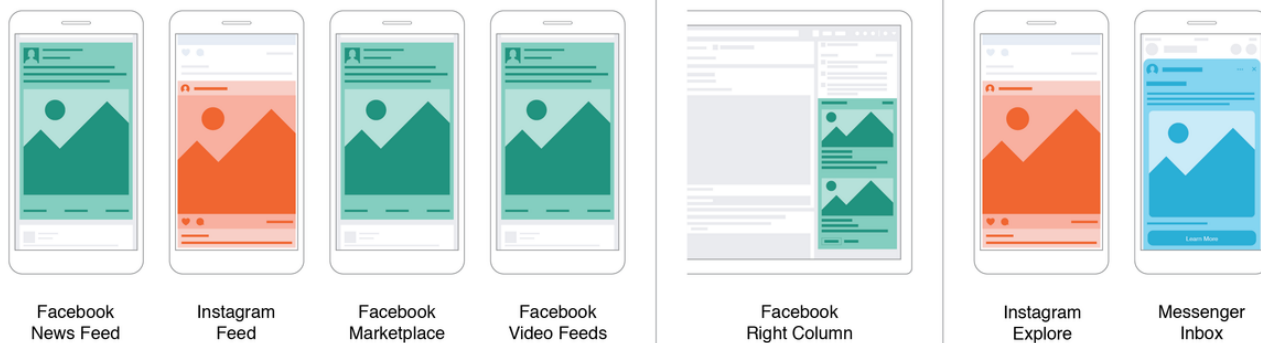 Learn More
Facebook
News Feed
Instagram
Feed
Facebook
Marketplace
Facebook
Video Feeds
Facebook
Right Column
Instagram
Explore
Messenger
Inbox